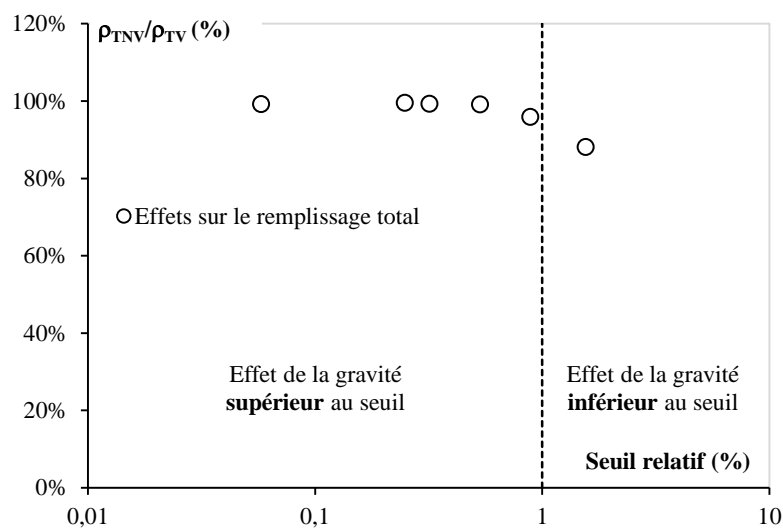 120%
ρTNV/ρTV (%)
100%
80%
Effets sur le remplissage total
60%
40%
Effet de la gravité
supérieur au seuil
Effet de la gravité
inférieur au seuil
20%
Seuil relatif (%)
0%
0,01
0,1
1
10